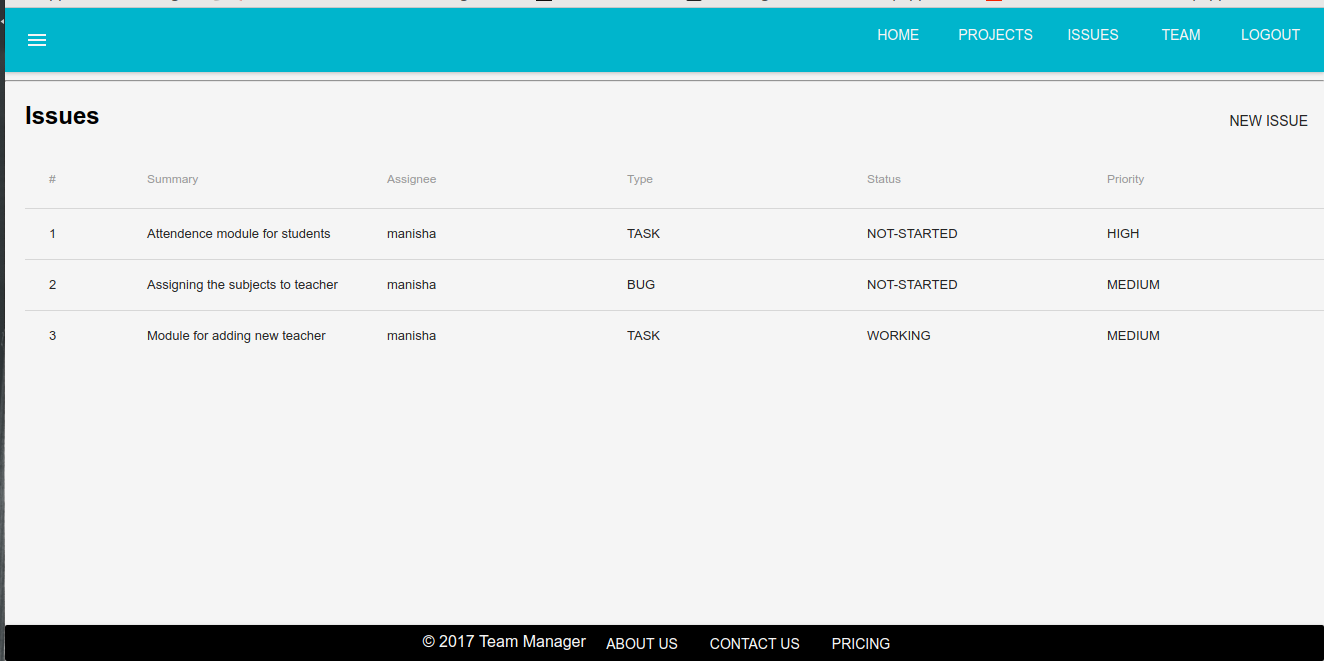 HOME PROJECTS ISSUES TEAM LOGOUT
Issues
NEW ISSUE
# Summary Assignee Type Status Priority
1 Attendence module for students manisha TASK NOT-STARTED HIGH
2 Assigning the subjects to teacher manisha BUG NOT-STARTED MEDIUM
3 Module for adding new teacher manisha TASK WORKING MEDIUM
© 2017 Team Manager ABOUT US CONTACT US PRICING